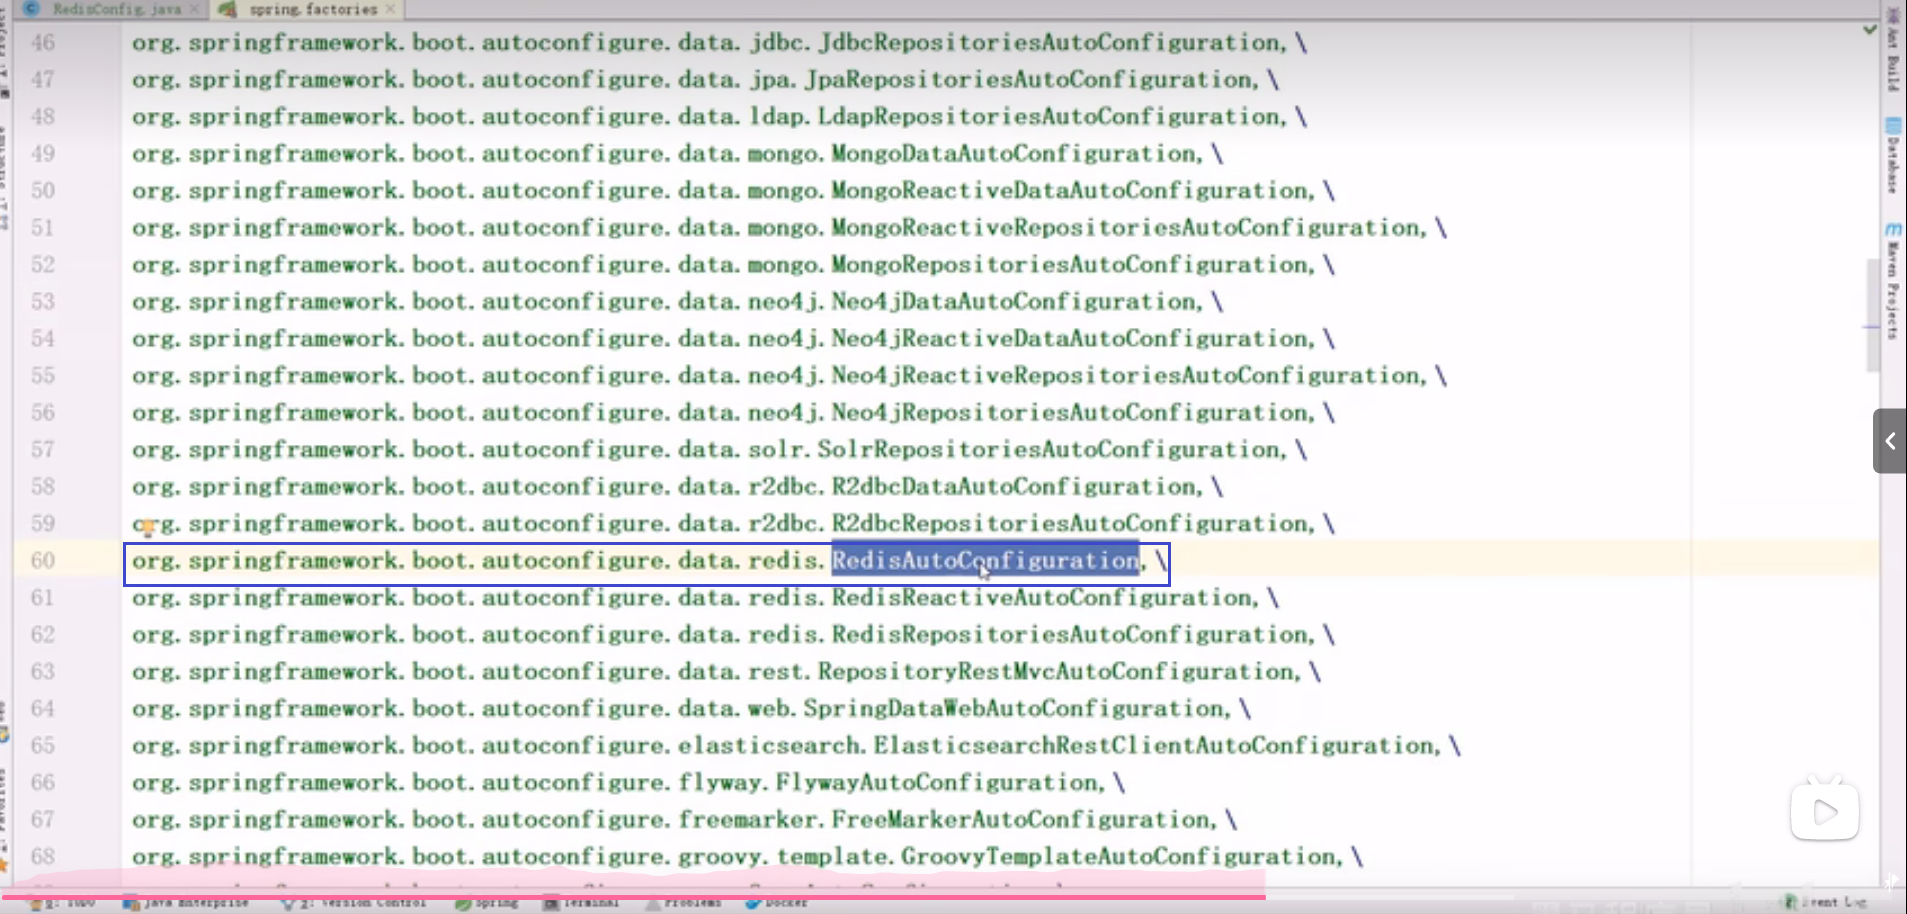 RedisConfig.java
spring.factories
46 org.springframework.boot.autoconfigure.data.jdbc.JdbcRepositoriesAutoConfiguration,\
47 org.springframework.boot.autoconfigure.data.jpa.JpaRepositoriesAutoConfiguration,\
48 org.springframework.boot.autoconfigure.data.ldap.LdapRepositoriesAutoConfiguration,\
49 org.springframework.boot.autoconfigure.data.mongo.MongoDataAutoConfiguration,\
50 org.springframework.boot.autoconfigure.data.mongo.MongoReactiveDataAutoConfiguration,\
51 org.springframework.boot.autoconfigure.data.mongo.MongoReactiveRepositoriesAutoConfiguration,\
52 org.springframework.boot.autoconfigure.data.mongo.MongoRepositoriesAutoConfiguration,\
53 org.springframework.boot.autoconfigure.data.neo4j.Neo4jDataAutoConfiguration,\
54 org.springframework.boot.autoconfigure.data.neo4j.Neo4jReactiveDataAutoConfiguration,\
55 org.springframework.boot.autoconfigure.data.neo4j.Neo4jReactiveRepositoriesAutoConfiguration,\
56 org.springframework.boot.autoconfigure.data.neo4j.Neo4jRepositoriesAutoConfiguration,\
57 org.springframework.boot.autoconfigure.data.solr.SolrRepositoriesAutoConfiguration,\
58 org.springframework.boot.autoconfigure.data.r2dbc.R2dbcDataAutoConfiguration,\
59 org.springframework.boot.autoconfigure.data.r2dbc.R2dbcRepositoriesAutoConfiguration,\
60 org.springframework.boot.autoconfigure.data.redis.RedisAutoConfiguration,\
61 org.springframework.boot.autoconfigure.data.redis.RedisReactiveAutoConfiguration,\
62 org.springframework.boot.autoconfigure.data.redis.RedisRepositoriesAutoConfiguration,\
63 org.springframework.boot.autoconfigure.data.rest.RepositoryRestMvcAutoConfiguration,\
64 org.springframework.boot.autoconfigure.data.web.SpringDataWebAutoConfiguration,\
65 org.springframework.boot.autoconfigure.elasticsearch.ElasticsearchRestClientAutoConfiguration,\
66 org.springframework.boot.autoconfigure.flyway.FlywayAutoConfiguration,\
67 org.springframework.boot.autoconfigure.freemarker.FreeMarkerAutoConfiguration,\
68 org.springframework.boot.autoconfigure.groovy.template.GroovyTemplateAutoConfiguration,\
Ant Build
Database
Maven Projects
Java Enterprise
Version Control
Spring
Terminal
Problems
Docker
Event Log